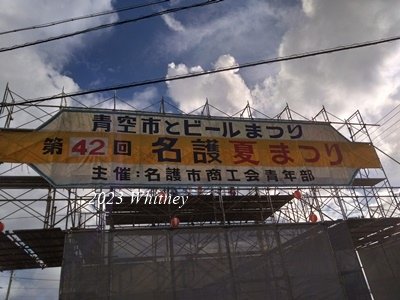 青空市とビールまつり
第42回 名護夏まつり
主催:名護市商工会青年部
2023 Whitney